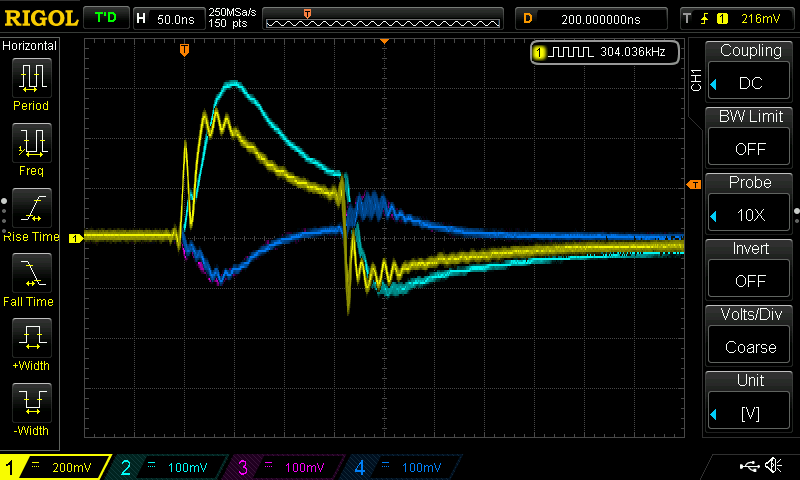 RIGOL T'D H 50.0ns 250MSa/s D 200.000000ns T 1 216mV
150 pts
T
Horizontal
Period
Freq
Rise Time
Fall Time
+Width
-Width
T
1 304.036kHz
1
T
CH1
Coupling
DC
BW Limit
OFF
Probe
10X
Invert
OFF
Volts/Div
Coarse
Unit
[V]
1 = 200mV 2 = 100mV 3 = 100mV 4 = 100mV